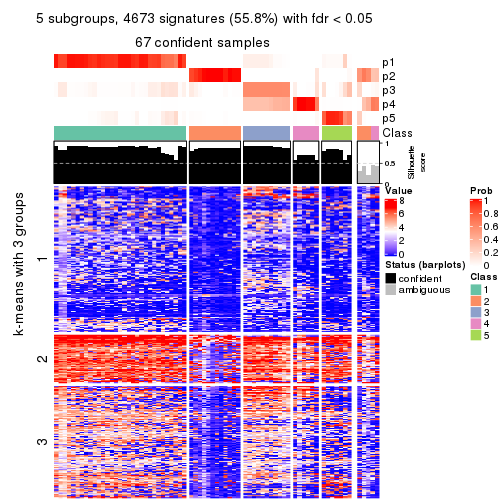 5 subgroups, 4673 signatures (55.8%) with fdr < 0.05
67 confident samples
p1
p2
p3
p4
p5
Class
1
0.5
0
Silhouette
score
k-means with 3 groups
1
2
3
Value
8
6
4
2
0
Status (barplots)
confident
ambiguous
Prob
1
0.8
0.6
0.4
0.2
0
Class
1
2
3
4
5